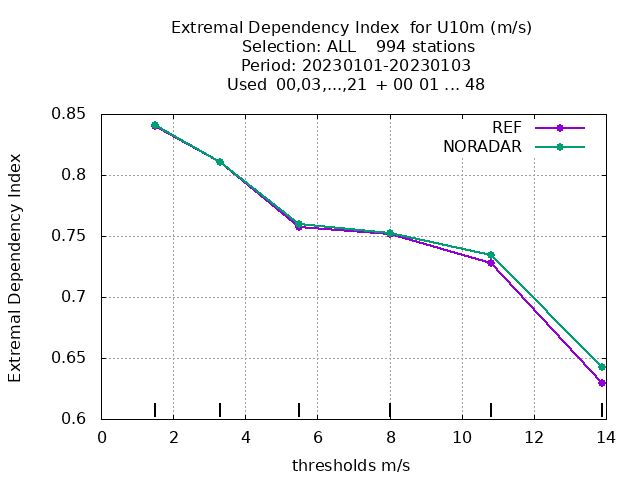 Extremal Dependency Index  for U10m (m/s)
Selection: ALL    994 stations
Period: 20230101-20230103
Used  00,03,...,21  + 00 01 ... 48
REF
NORADAR
Extremal Dependency Index
0.85
0.8
0.75
0.7
0.65
0.6
0 2 4 6 8 10 12 14
thresholds m/s